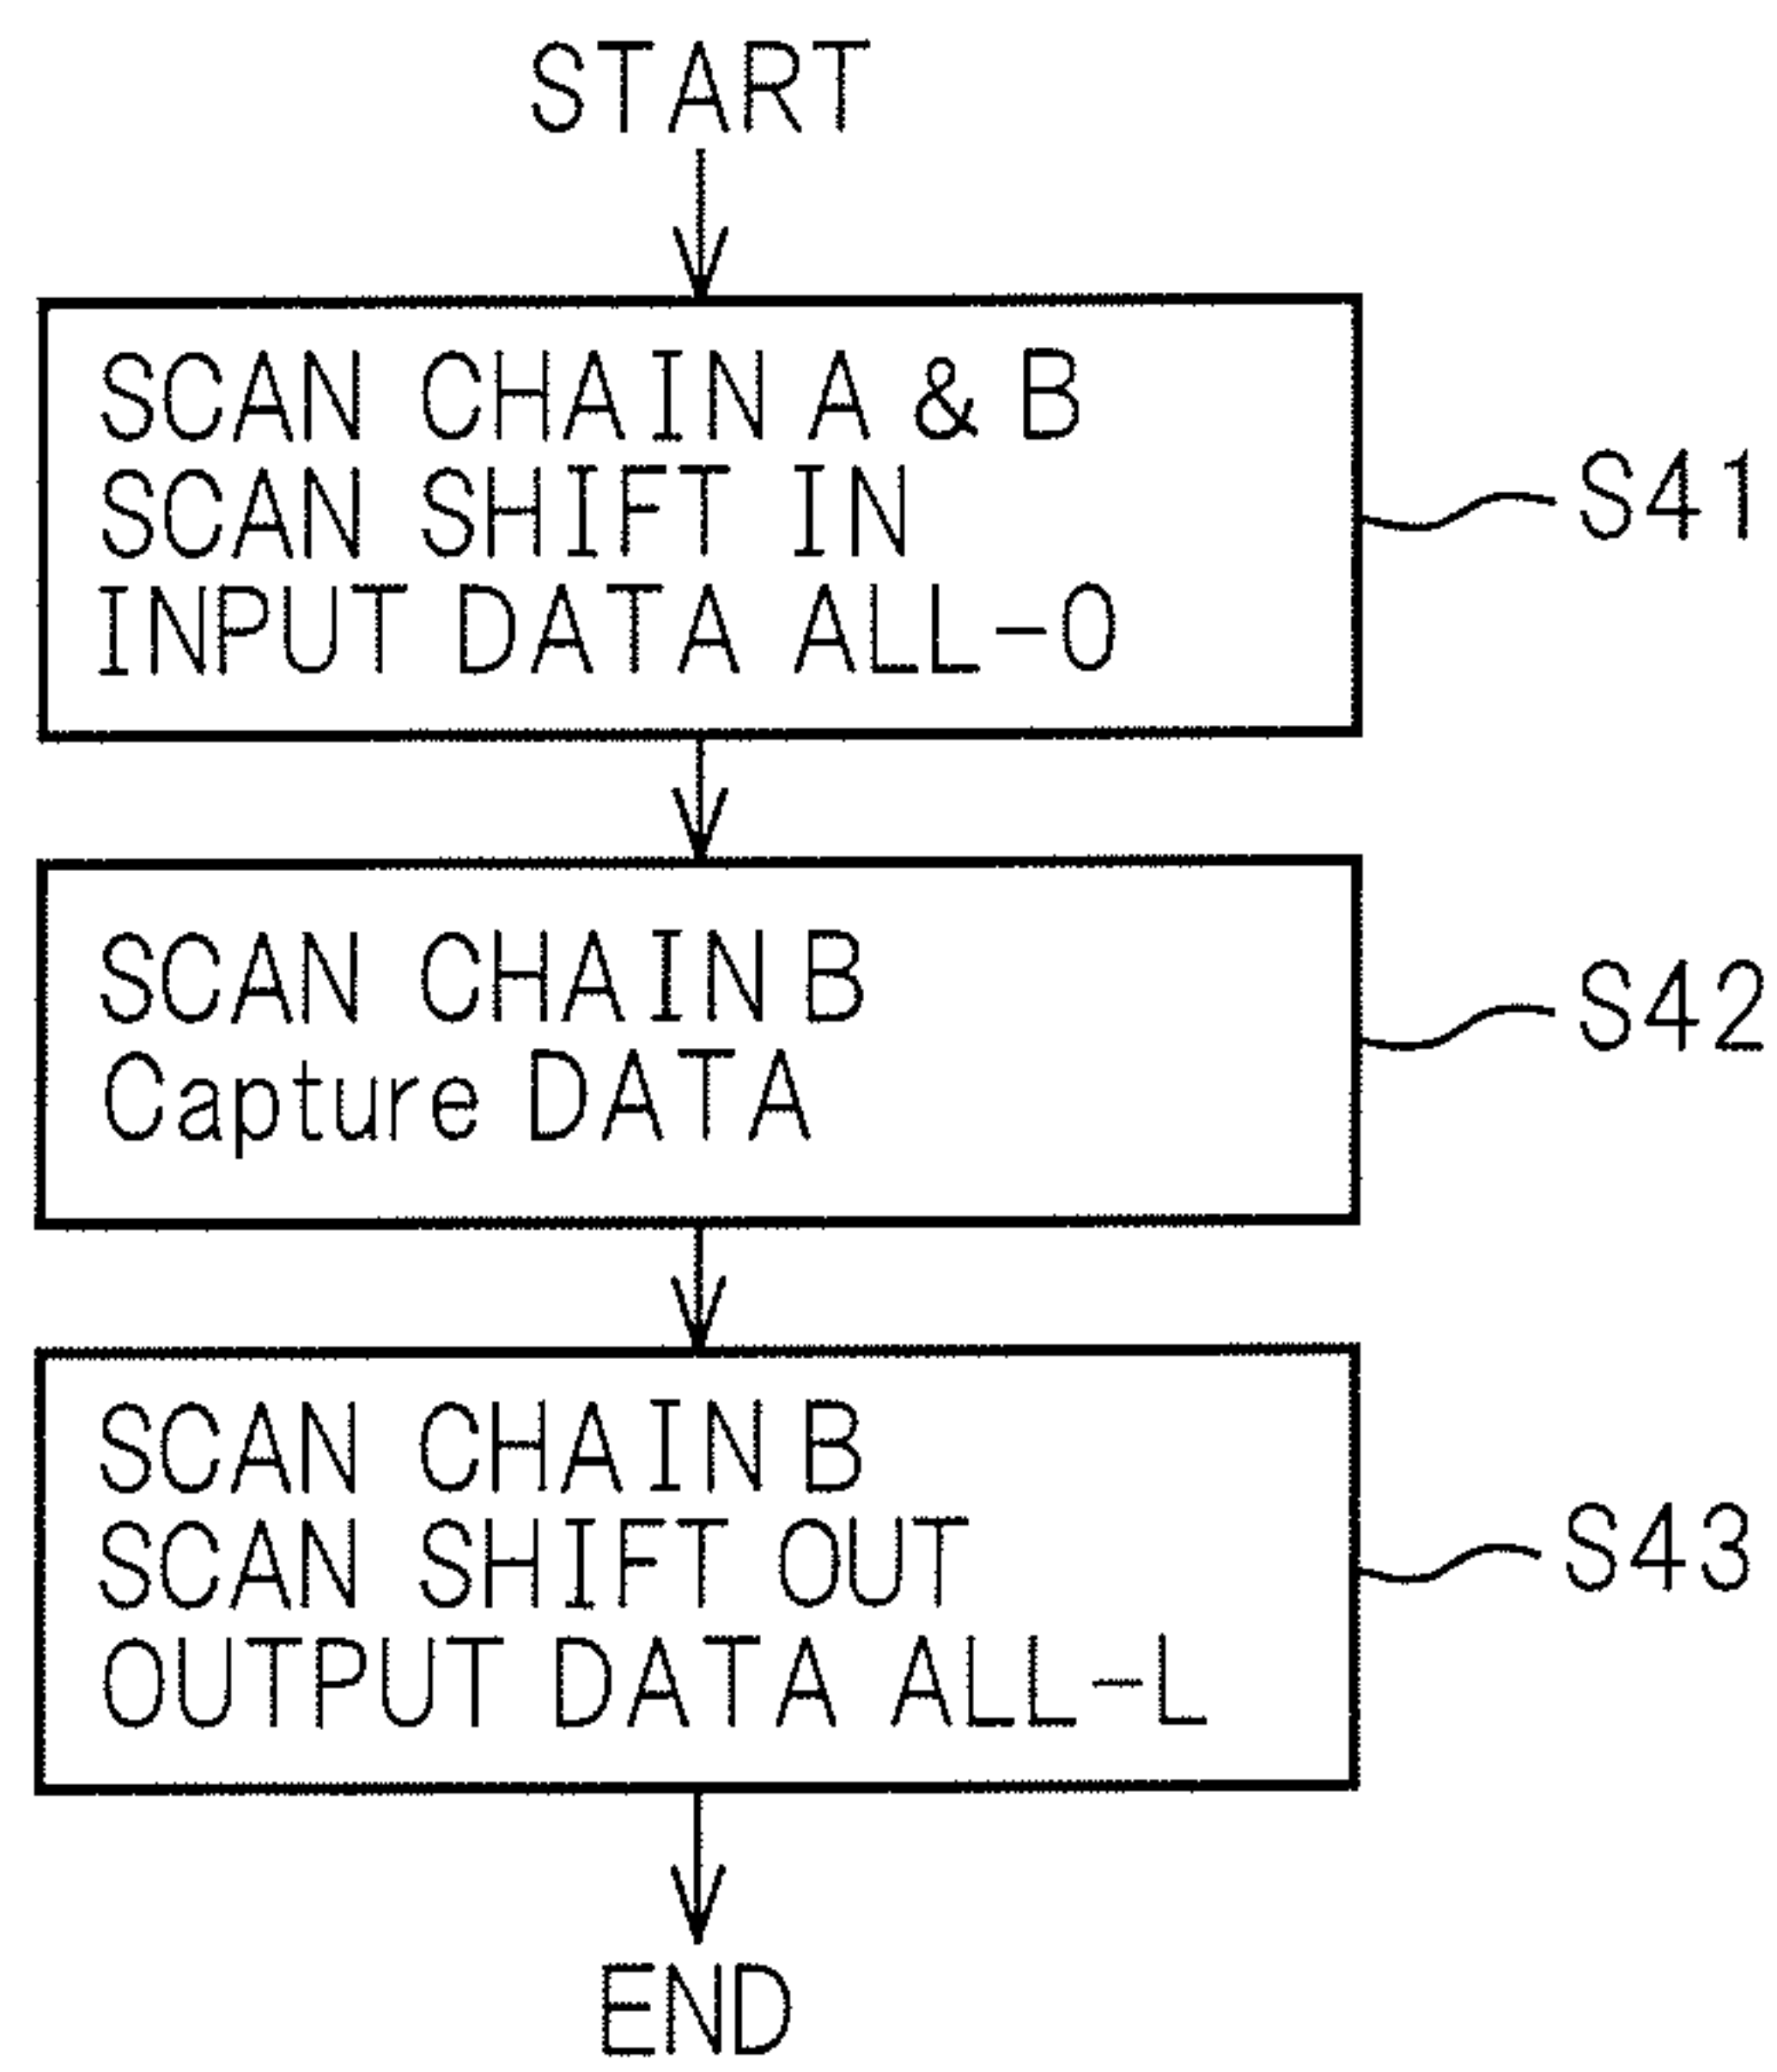 START
SCAN CHAIN A & B
SCAN SHIFT IN
INPUT DATA ALL-0
S41
SCAN CHAIN B
Capture DATA
S42
SCAN CHAIN B
SCAN SHIFT OUT
OUTPUT DATA ALL-L
S43
END